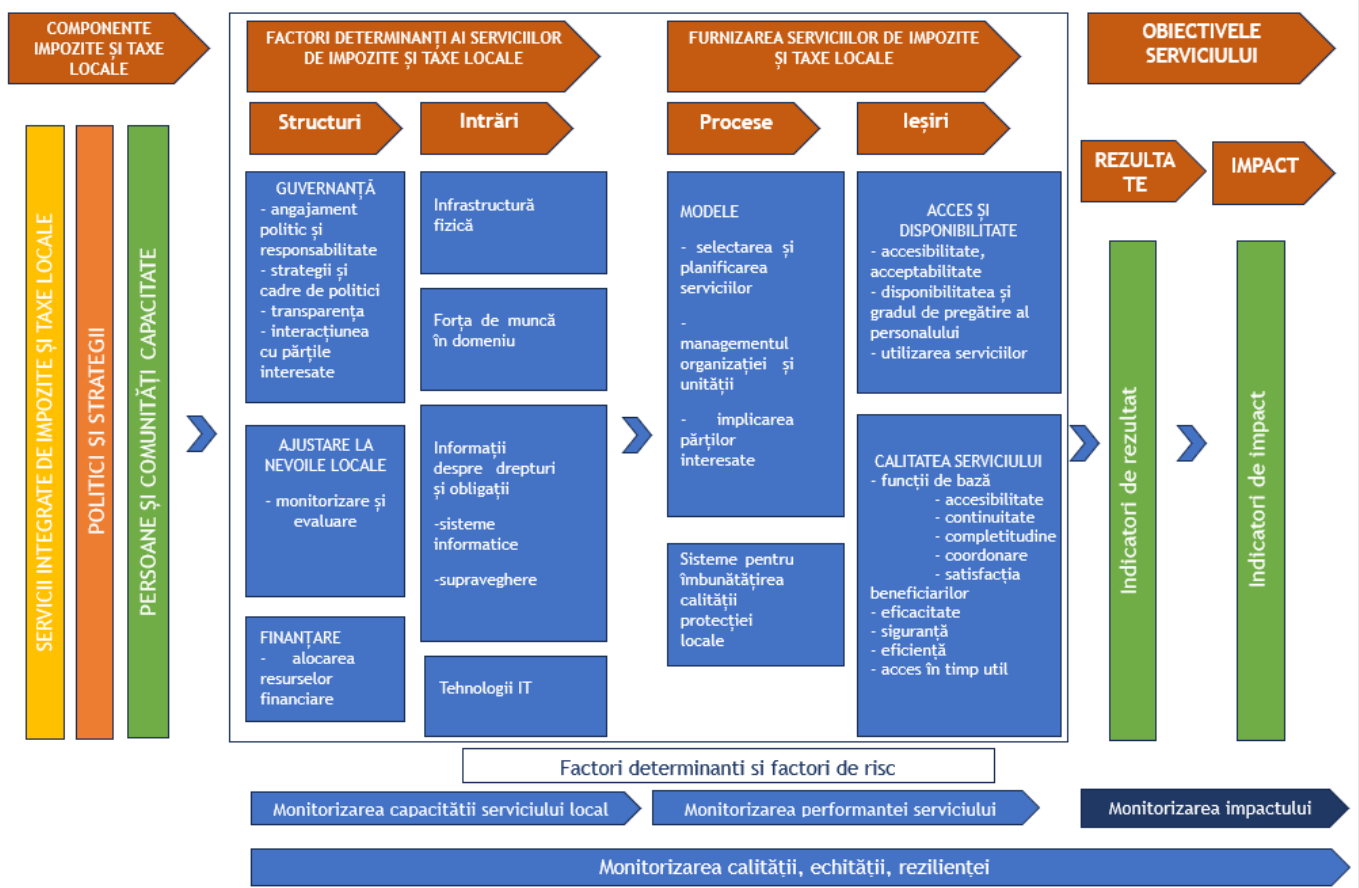 COMPONENTE
IMPOZITE ȘI TAXE
LOCALE
FACTORI DETERMINANȚI AI SERVICIILOR
DE IMPOZITE ȘI TAXE LOCALE
FURNIZAREA SERVICIILOR DE IMPOZITE
ȘI TAXE LOCALE
OBIECTIVELE
SERVICIULUI
Structuri
Intrări
Procese
Ieșiri
REZULTA
TE
IMPACT
SERVICII INTEGRATE DE IMPOZITE ȘI TAXE LOCALE
POLITICI SI STRATEGII
PERSOANE ȘI COMUNITĂȚI CAPACITATE
GUVERNANȚĂ
- angajament
politic și
responsabilitate
- strategii și
cadre de politici
- transparența
- interacțiunea
cu părțile
interesate
AJUSTARE LA
NEVOILE LOCALE
- monitorizare și
evaluare
FINANȚARE
- alocarea
resurselor
financiare
Infrastructură
fizică
Forța de muncă
în domeniu
Informații
despre drepturi
și obligații
-sisteme
informatice
-supraveghere
Tehnologii IT
MODELE
- selectarea și
planificarea
serviciilor
-
managementul
organizației și
unității
- implicarea
părților
interesate
Sisteme pentru
îmbunătățirea
calității
protecției
locale
ACCES ȘI
DISPONIBILITATE
- accesibilitate,
acceptabilitate
- disponibilitatea și
gradul de pregătire al
personalului
- utilizarea serviciilor
CALITATEA SERVICIULUI
- funcții de bază
- accesibilitate
- continuitate
- completitudine
- coordonare
- satisfacția
beneficiarilor
- eficacitate
- siguranță
- eficiență
- acces în timp util
Indicatori de rezultat
Indicatori de impact
Factori determinanti si factori de risc
Monitorizarea capacității serviciului local
Monitorizarea performantei serviciului
Monitorizarea impactului
Monitorizarea calității, echității, rezilienței